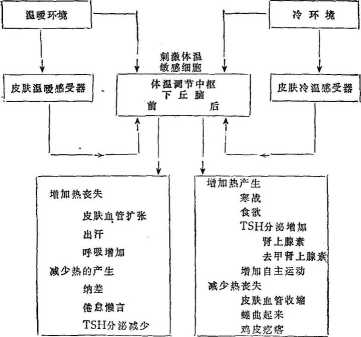 温暖环境
冷环境
刺激体温
敏感细胞
皮肤温暖感受器
体温调节中枢
下丘脑
前 后
皮肤冷温感受器
增加热丧失
皮肤血管扩张
出汗
呼吸增加
减少热的产生
纳差
倦怠懒言
TSH分泌减少
增加热产生
寒战
食欲
TSH分泌增加
肾上腺素
去甲肾上腺素
增加自主运动
减少热丧失
皮肤血管收缩
蜷曲起来
鸡皮疙瘩